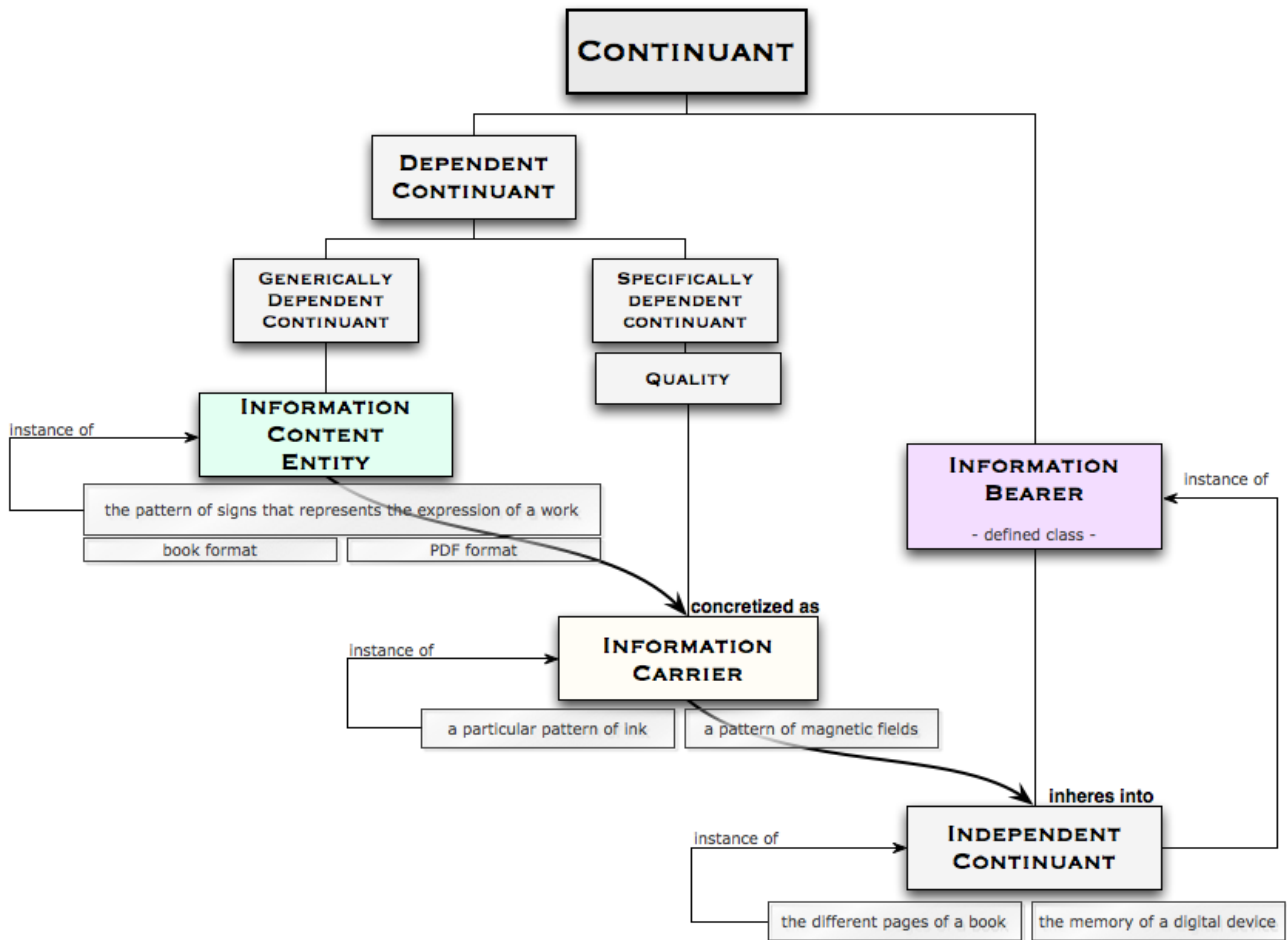 CONTINUANT
DEPENDENT
CONTINUANT
GENERICALLY
DEPENDENT
CONTINUANT
SPECIFICALLY
DEPENDENT
CONTINUANT
QUALITY
INFORMATION
CONTENT
ENTITY
instance of
the pattern of signs that represents the expression of a work
book format
PDF format
INFORMATION
BEARER
- defined class -
instance of
concretized as
INFORMATION
CARRIER
instance of
a particular pattern of ink
a pattern of magnetic fields
inheres into
INDEPENDENT
CONTINUANT
instance of
the different pages of a book
the memory of a digital device